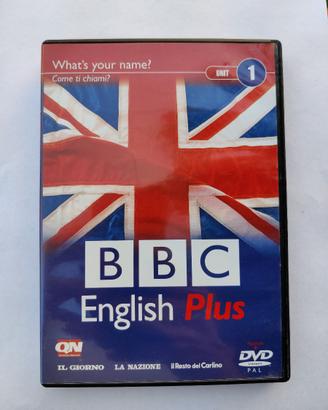 What's your name?
Come ti chiami?
UNIT 1
BBC
English Plus
QN
IL GIORNO LA NAZIONE il Resto del Carlino
DVD
PAL